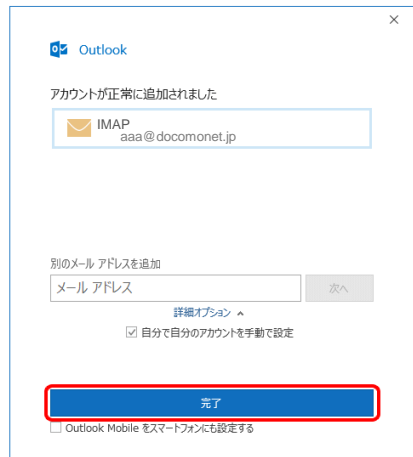 Outlook
アカウントが正常に追加されました
IMAP
aaa@docomonet.jp
別のメール アドレスを追加
メール アドレス
次へ
詳細オプション
自分で自分のアカウントを手動で設定
完了
Outlook Mobile をスマートフォンにも設定する